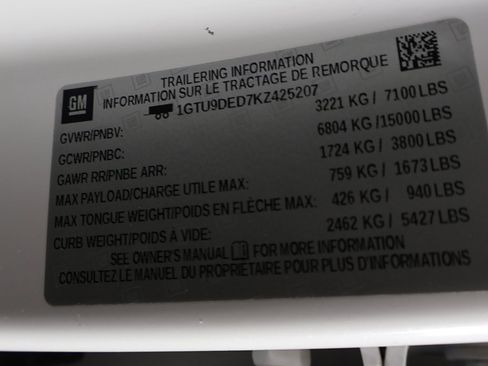 GM
TRAILERING INFORMATION
INFORMATION SUR LE TRACTAGE DE REMORQUE
1GTU9DED7KZ425207
GVWR/PNBV: 3221 KG / 7100 LBS
GCWR/PNBC: 6804 KG /15000 LBS
GAWR RR/PNBE ARR: 1724 KG / 3800 LBS
MAX PAYLOAD/CHARGE UTILE MAX: 759 KG / 1673 LBS
MAX TONGUE WEIGHT/POIDS EN FLÈCHE MAX: 426 KG / 940 LBS
CURB WEIGHT/POIDS À VIDE: 2462 KG / 5427 LBS
SEE OWNER'S MANUAL FOR MORE INFORMATION
CONSULTEZ LE MANUEL DU PROPRIETAIRE POUR PLUS D'INFORMATIONS